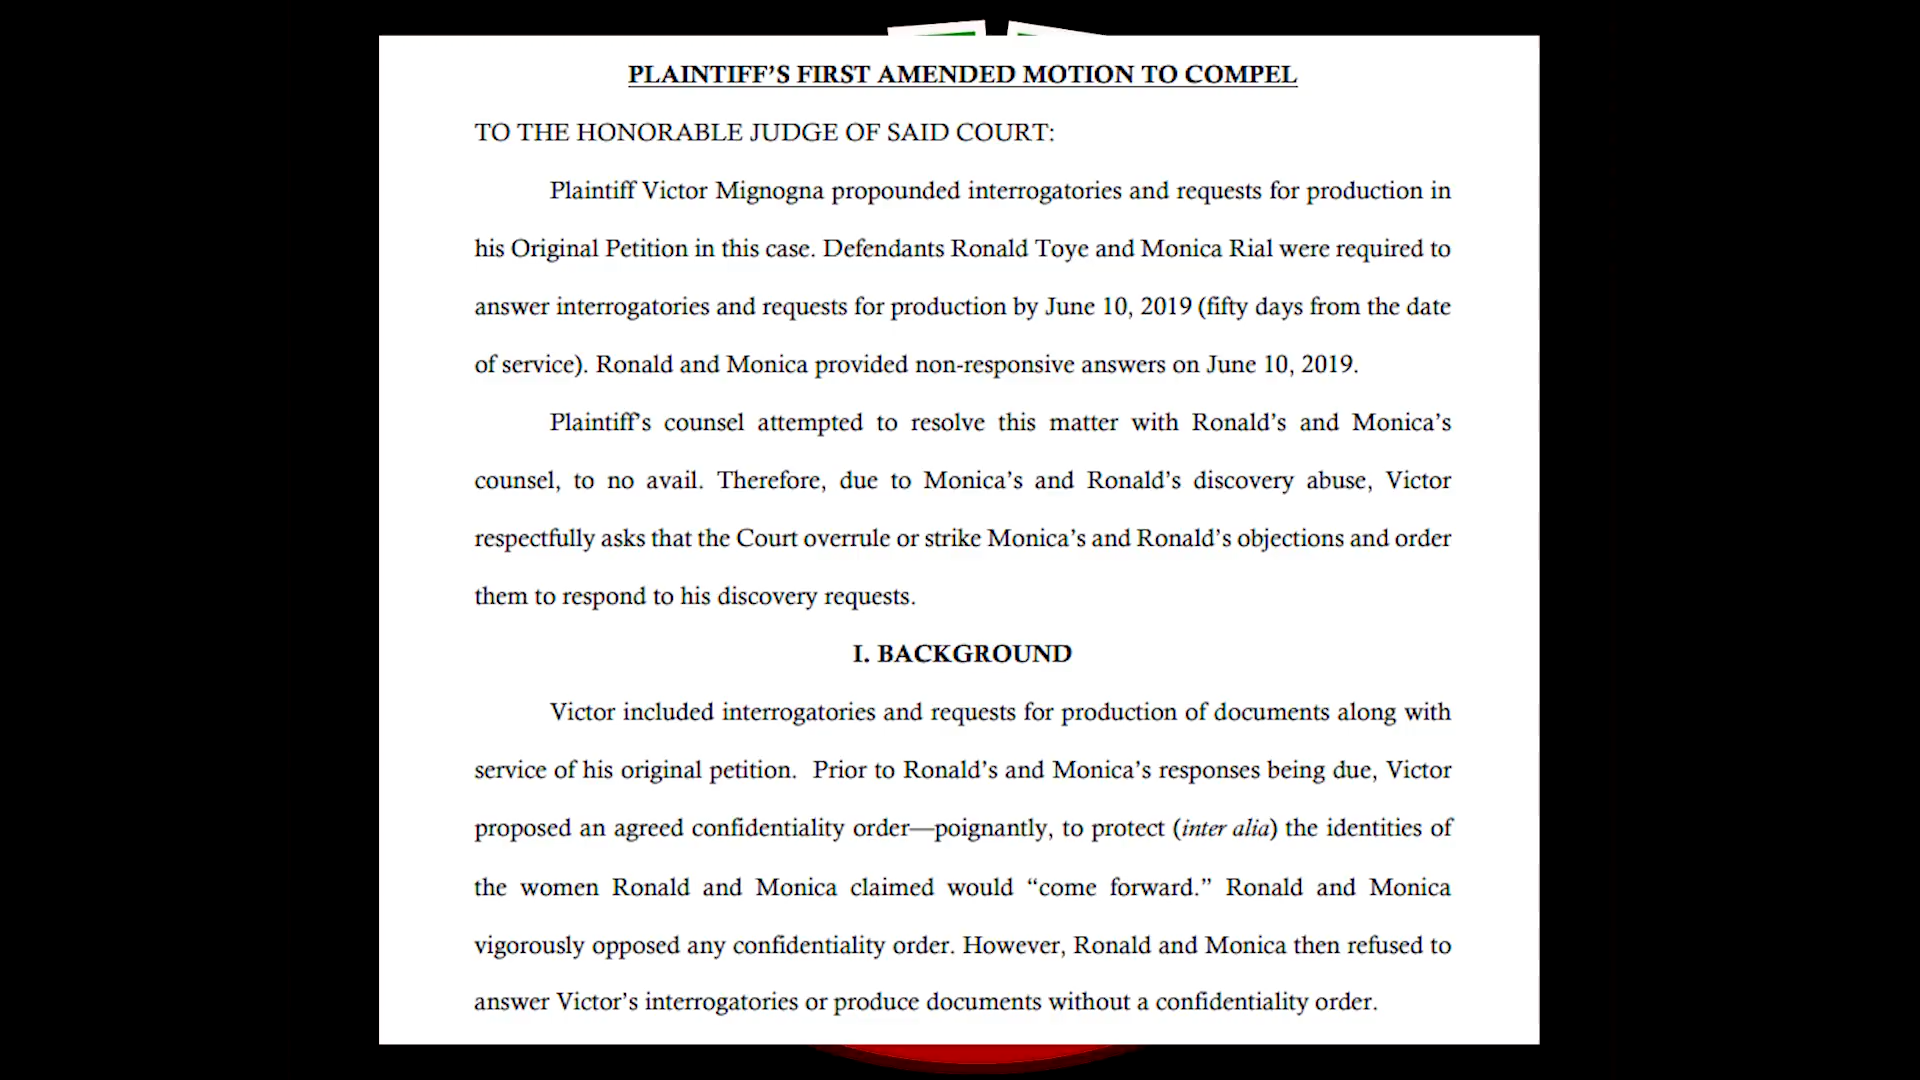 PLAINTIFF’S FIRST AMENDED MOTION TO COMPEL
TO THE HONORABLE JUDGE OF SAID COURT:
Plaintiff Victor Mignogna propounded interrogatories and requests for production in
his Original Petition in this case. Defendants Ronald Toye and Monica Rial were required to
answer interrogatories and requests for production by June 10, 2019 (fifty days from the date
of service). Ronald and Monica provided non-responsive answers on June 10, 2019.
Plaintiff’s counsel attempted to resolve this matter with Ronald’s and Monica’s
counsel, to no avail. Therefore, due to Monica’s and Ronald’s discovery abuse, Victor
respectfully asks that the Court overrule or strike Monica’s and Ronald’s objections and order
them to respond to his discovery requests.
I. BACKGROUND
Victor included interrogatories and requests for production of documents along with
service of his original petition.  Prior to Ronald’s and Monica’s responses being due, Victor
proposed an agreed confidentiality order—poignantly, to protect (inter alia) the identities of
the women Ronald and Monica claimed would “come forward.” Ronald and Monica
vigorously opposed any confidentiality order. However, Ronald and Monica then refused to
answer Victor’s interrogatories or produce documents without a confidentiality order.